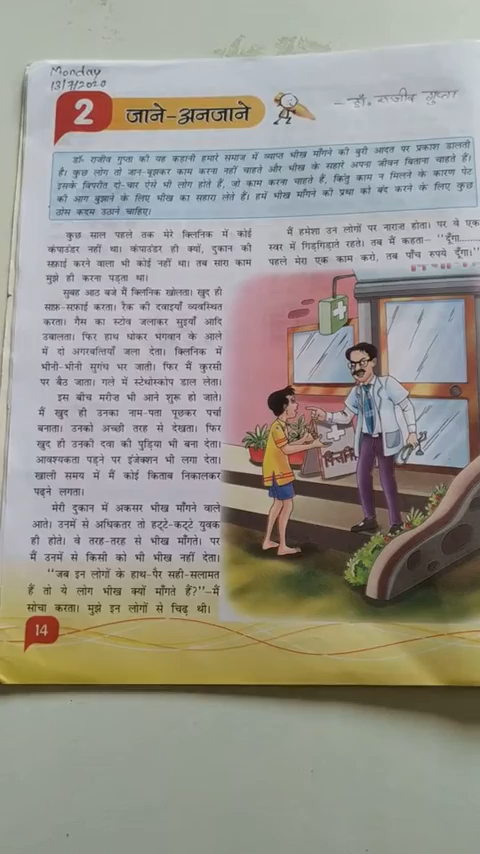 Monday
13/7/2020
2
जाने-अनजाने
- डॉ. राजीव गुप्ता
डॉ॰ राजीव गुप्ता की यह कहानी हमारे समाज में व्याप्त भीख माँगने की बुरी आदत पर प्रकाश डालती
है। कुछ लोग तो जान-बूझकर काम करना नहीं चाहते और भीख के सहारे अपना जीवन बिताना चाहते हैं।
इसके विपरीत दो-चार ऐसे भी लोग होते हैं, जो काम करना चाहते हैं, किंतु काम न मिलने के कारण पेट
की आग बुझाने के लिए भीख का सहारा लेते हैं। हमें भीख माँगने की प्रथा को बंद करने के लिए कुछ
ठोस कदम उठाने चाहिए।
कुछ साल पहले तक मेरे क्लिनिक में कोई
कंपाउंडर नहीं था। कंपाउंडर ही क्यों, दुकान की
सफ़ाई करने वाला भी कोई नहीं था। तब सारा काम
मुझे ही करना पड़ता था।
सुबह आठ बजे मैं क्लिनिक खोलता। खुद ही
साफ़-सफ़ाई करता। रैक की दवाइयाँ व्यवस्थित
करता। गैस का स्टोव जलाकर सुइयाँ आदि
उबालता। फिर हाथ धोकर भगवान के आले
में दो अगरबत्तियाँ जला देता। क्लिनिक में
भीनी-भीनी सुगंध भर जाती। फिर मैं कुरसी
पर बैठ जाता। गले में स्टेथोस्कोप डाल लेता।
इस बीच मरीज भी आने शुरू हो जाते।
मैं खुद ही उनका नाम-पता पूछकर पर्चा
बनाता। उनको अच्छी तरह से देखता। फिर
खुद ही उनकी दवा की पुड़िया भी बना देता।
आवश्यकता पड़ने पर इंजेक्शन भी लगा देता।
खाली समय में मैं कोई किताब निकालकर
पढ़ने लगता।
मेरी दुकान में अकसर भीख माँगने वाले
आते। उनमें से अधिकतर तो हट्टे-कट्टे युवक
ही होते। वे तरह-तरह से भीख माँगते। पर
मैं उनमें से किसी को भी भीख नहीं देता।
"जब इन लोगों के हाथ-पैर सही-सलामत
हैं तो ये लोग भीख क्यों माँगते हैं?"-मैं
सोचा करता। मुझे इन लोगों से चिढ़ थी।
मैं हमेशा उन लोगों पर नाराज होता। पर वे एक
स्वर में गिड़गिड़ाते रहते। तब मैं कहता- "दूँगा........
पहले मेरा एक काम करो, तब पाँच रुपये दूँगा।"
14